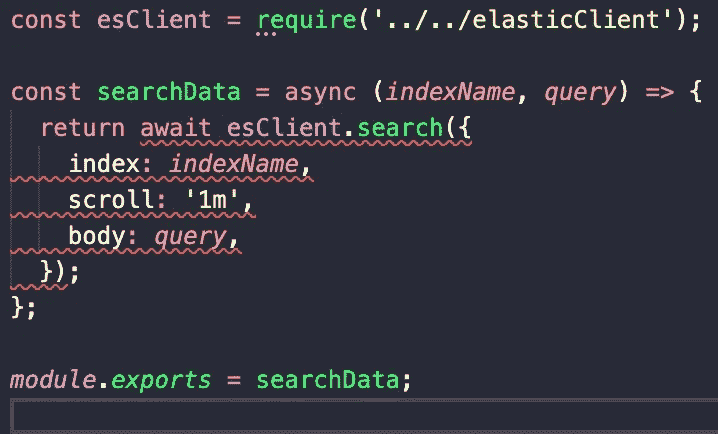 const esClient = require('../../elasticClient');
const searchData = async (indexName, query) => {
  return await esClient.search({
    index: indexName,
    scroll: '1m',
    body: query,
  });
};
module.exports = searchData;